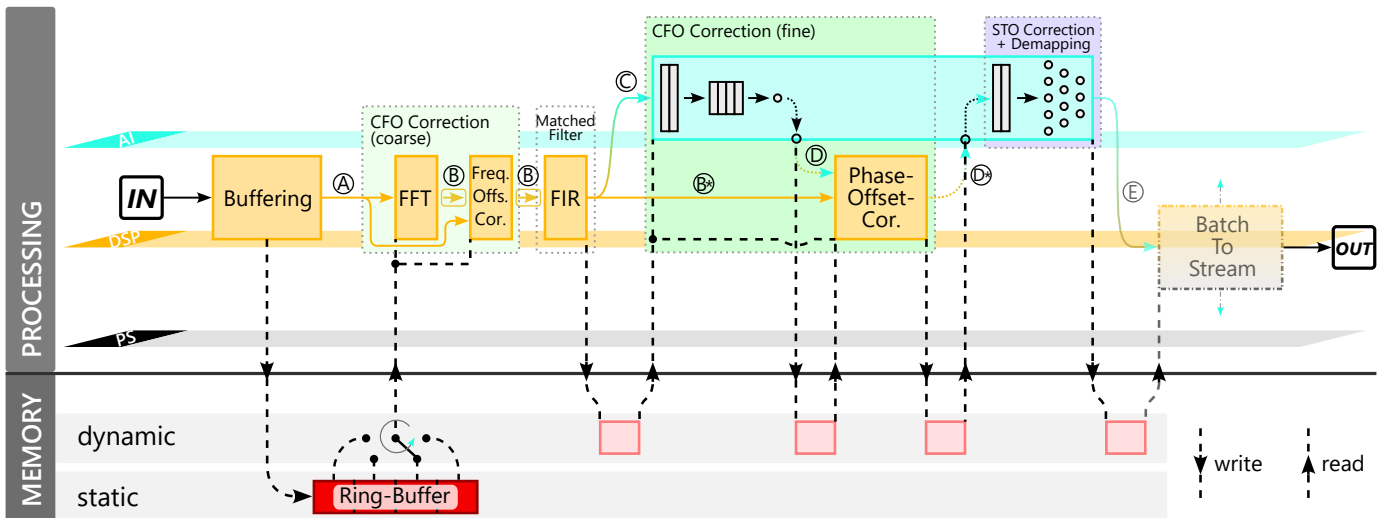 PROCESSING
MEMORY
AI
DSP
PS
IN
Buffering
A
CFO Correction
(coarse)
FFT
B
Freq.
Offs.
Cor.
B
Matched
Filter
FIR
C
B*
CFO Correction (fine)
D
Phase-
Offset-
Cor.
D*
STO Correction
+ Demapping
E
Batch
To
Stream
OUT
dynamic
static
Ring-Buffer
write
read